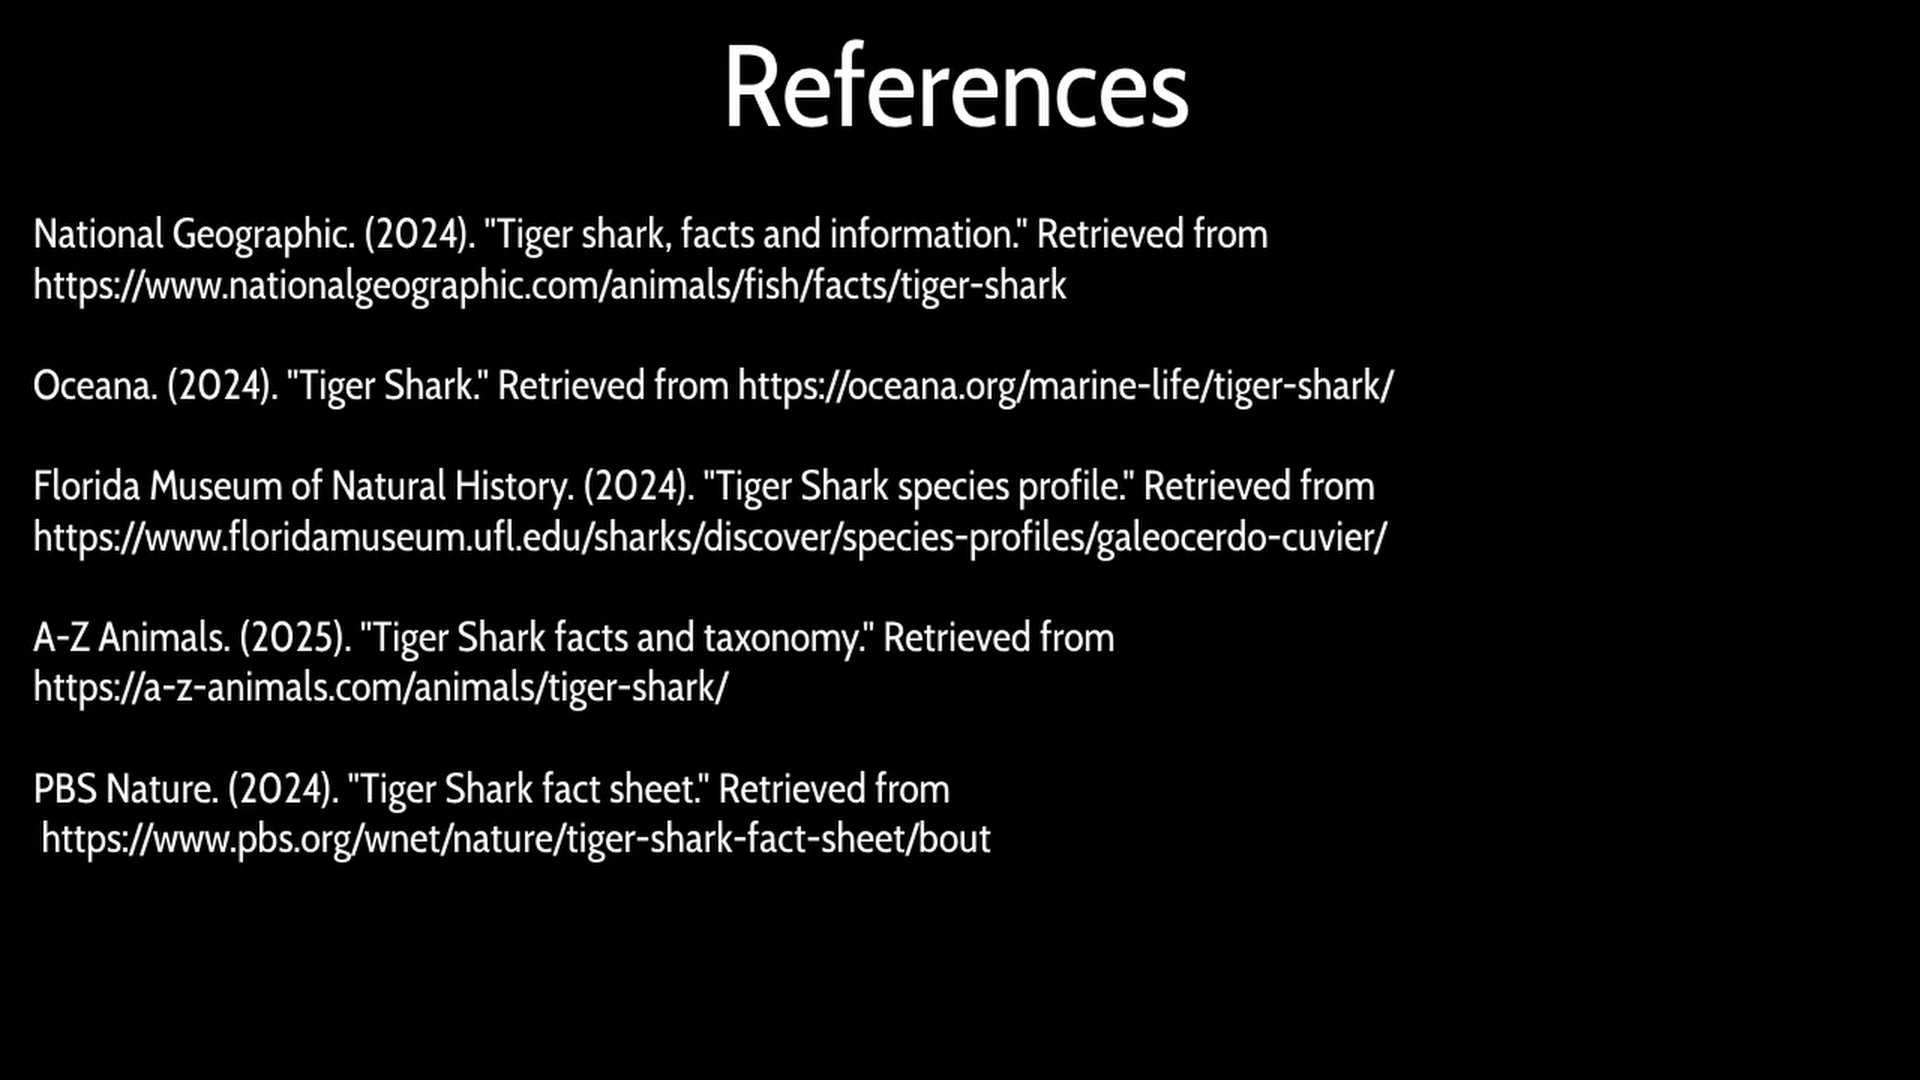 References
National Geographic. (2024). "Tiger shark, facts and information." Retrieved from
https://www.nationalgeographic.com/animals/fish/facts/tiger-shark
Oceana. (2024). "Tiger Shark." Retrieved from https://oceana.org/marine-life/tiger-shark/
Florida Museum of Natural History. (2024). "Tiger Shark species profile." Retrieved from
https://www.floridamuseum.ufl.edu/sharks/discover/species-profiles/galeocerdo-cuvier/
A-Z Animals. (2025). "Tiger Shark facts and taxonomy." Retrieved from
https://a-z-animals.com/animals/tiger-shark/
PBS Nature. (2024). "Tiger Shark fact sheet." Retrieved from
https://www.pbs.org/wnet/nature/tiger-shark-fact-sheet/bout